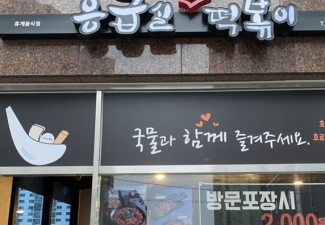 휴게음식점
응급실 떡볶이
국물과 함께 즐겨주세요.
방문포장시
2,000